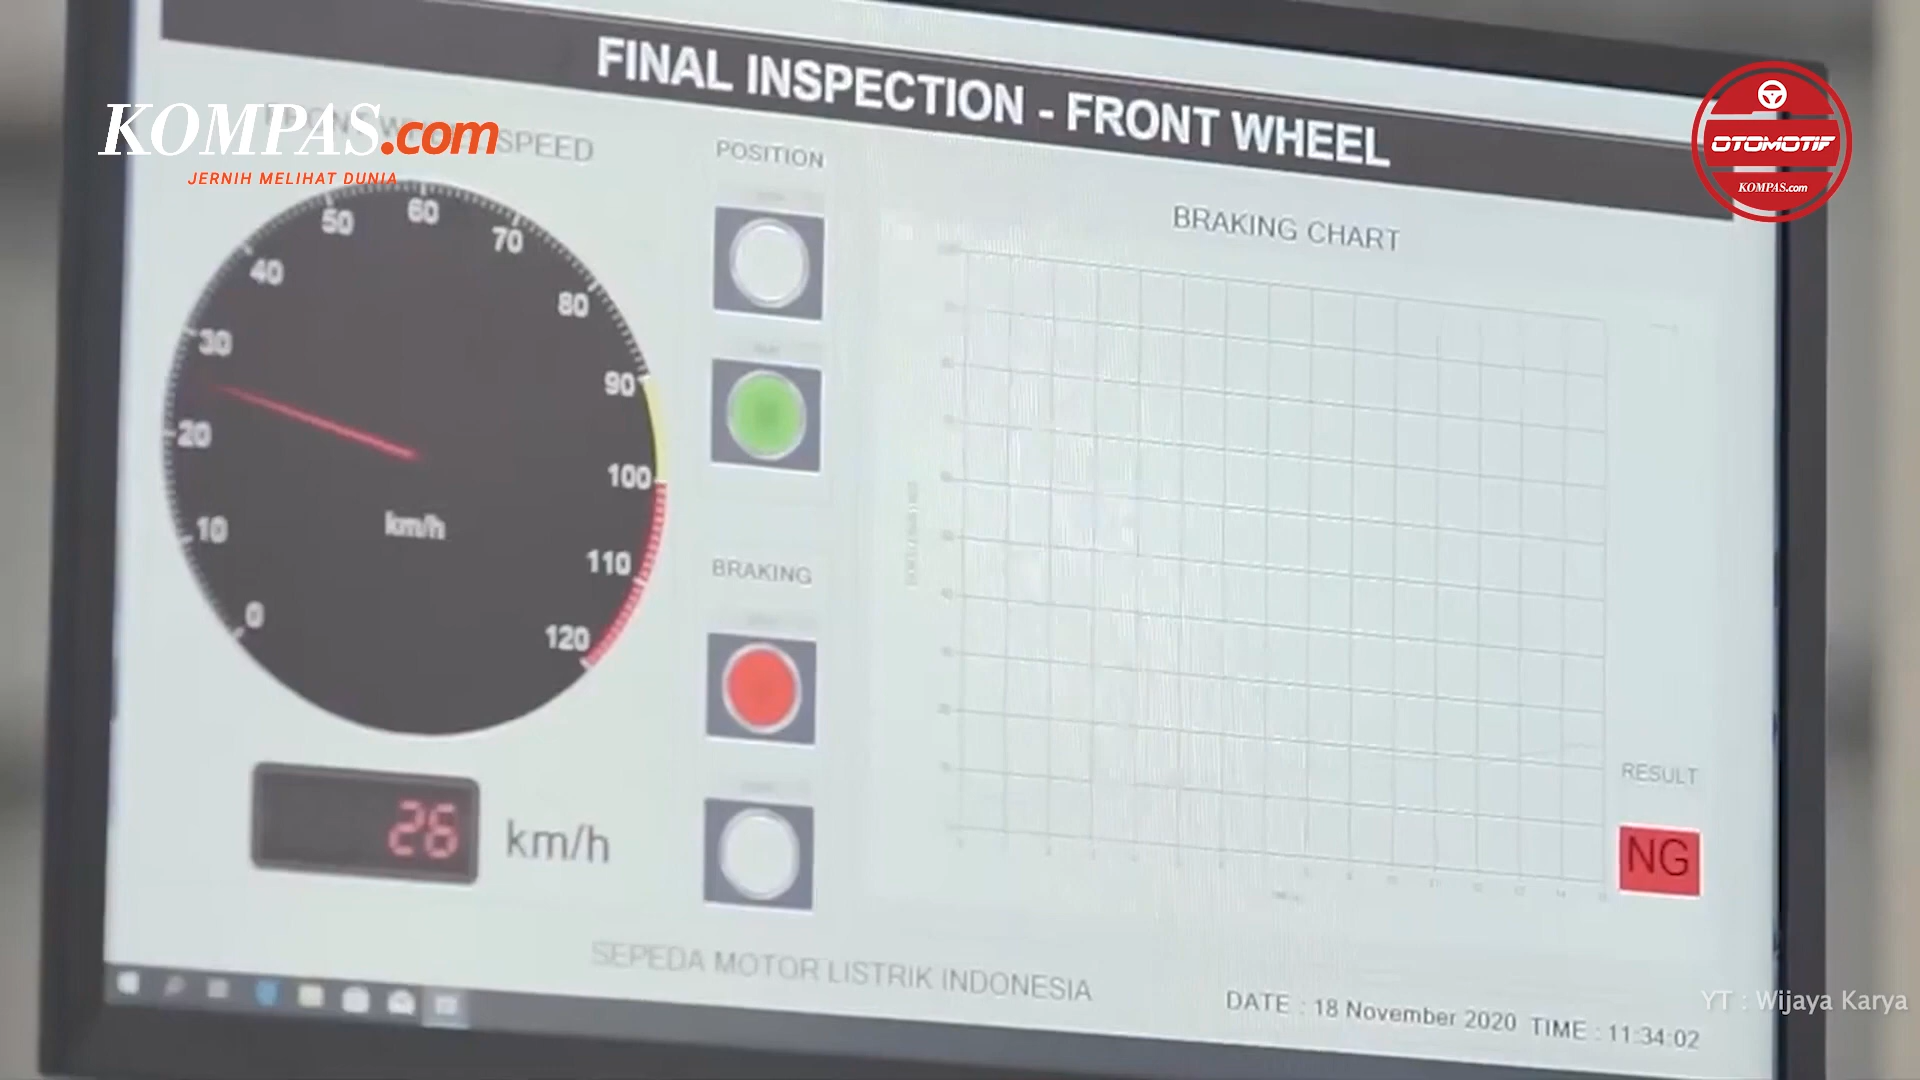 FINAL INSPECTION - FRONT WHEEL
KOMPAS.com
JERNIH MELIHAT DUNIA
SPEED
OTOMOTIF
KOMPAS.com
POSITION
BRAKING CHART
0
10
20
30
40
50
60
70
80
90
100
110
120
km/h
BRAKING
26
km/h
RESULT
NG
SEPEDA MOTOR LISTRIK INDONESIA
DATE : 18 November 2020 TIME : 11:34:02
YT : Wijaya Karya